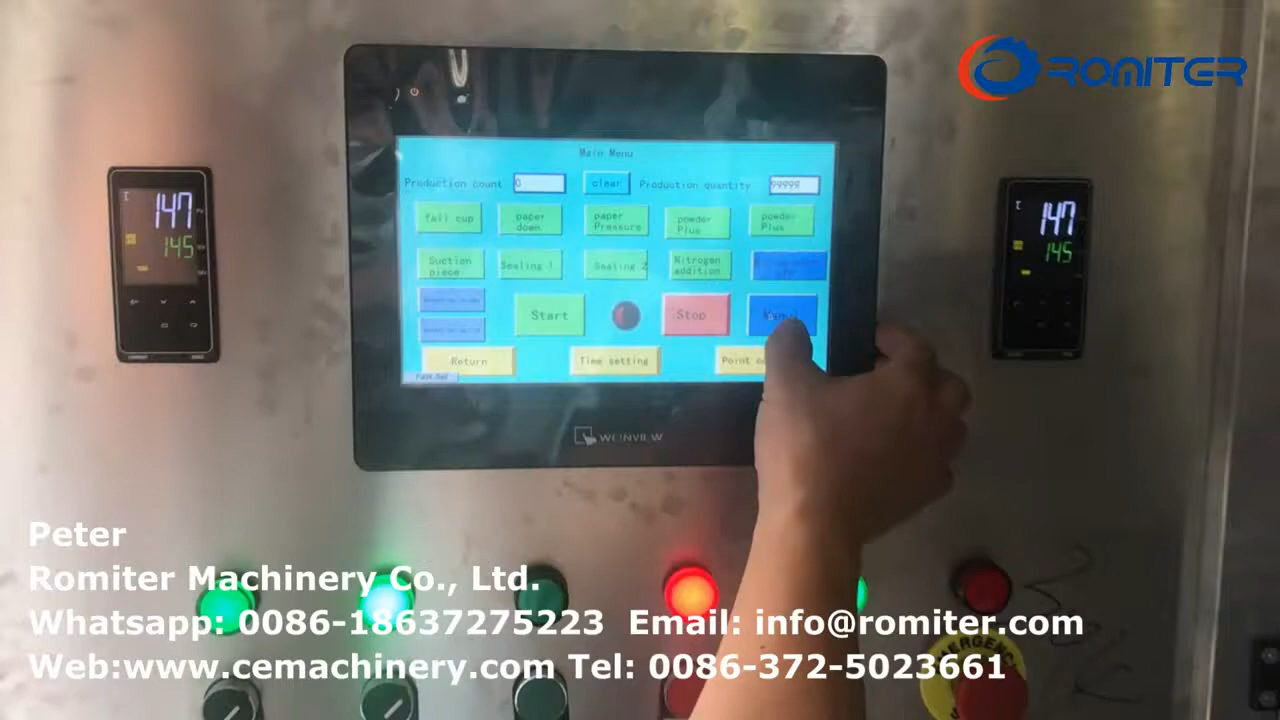 ROMITER
Main Menu
Production count 0 clear Production quantity 99999
fall cup
paper
down
paper
Pressure
powder
Plus
powder
Plus
Suction
piece
Sealing 1
Sealing 2
Nitrogen
addition
Start
Stop
Return
Time setting
Point
147
145
147
145
WEINVIEW
Peter
Romiter Machinery Co., Ltd.
Whatsapp: 0086-18637275223 Email: info@romiter.com
Web:www.cemachinery.com Tel: 0086-372-5023661